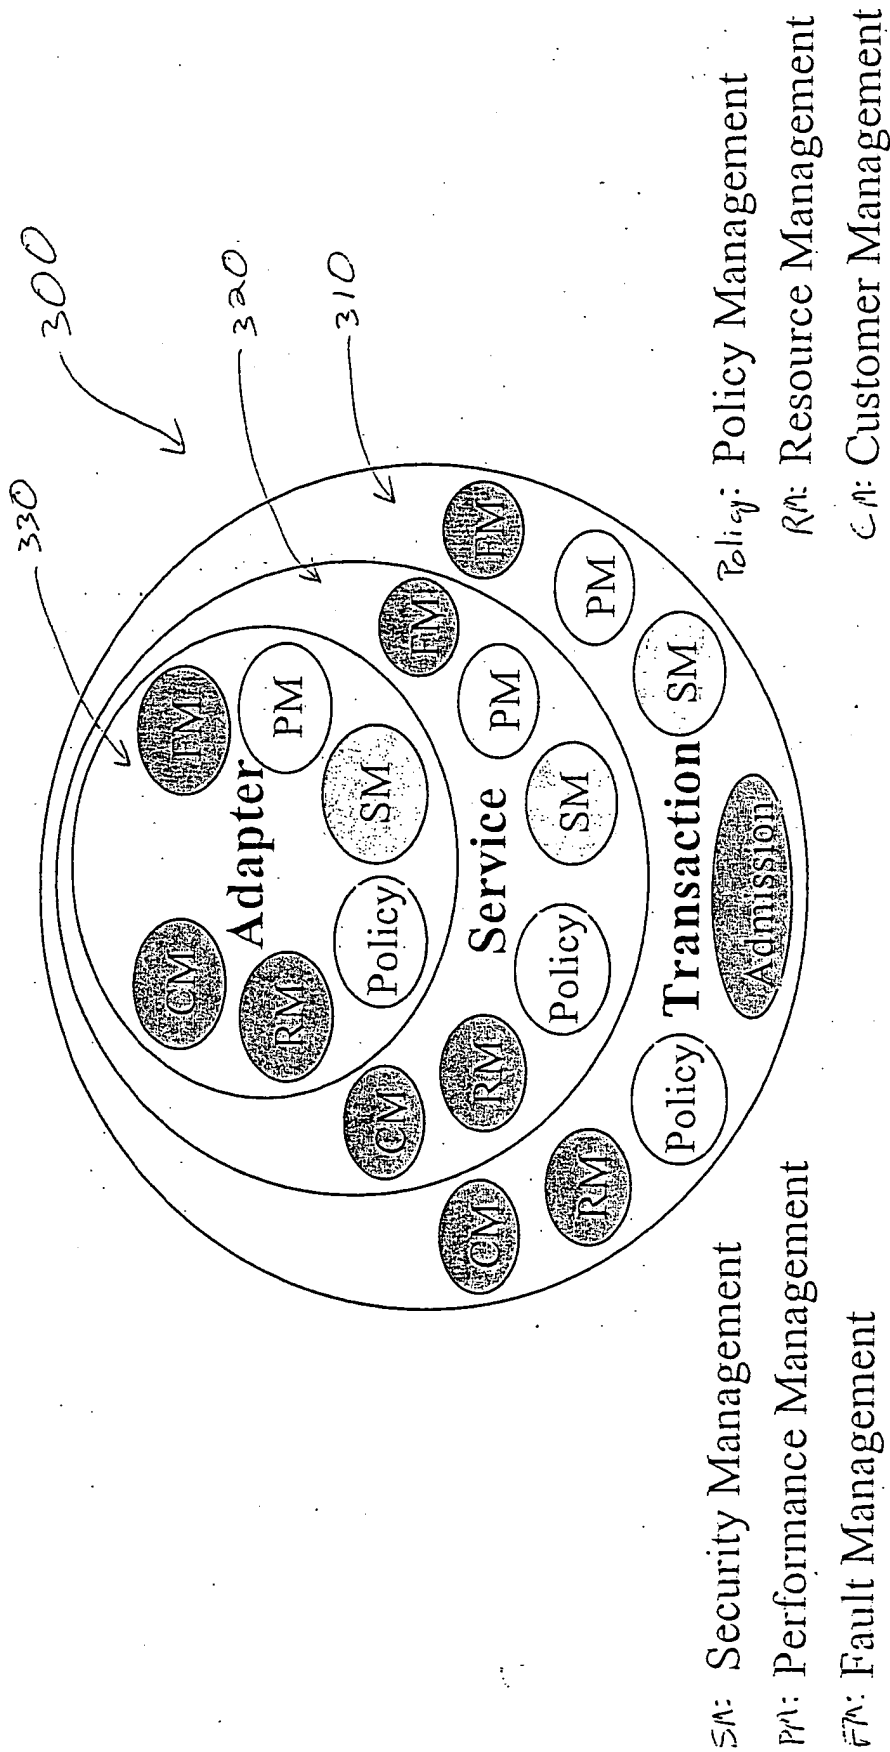 300
330
320
310
CM
FM
Adapter
RM
PM
Policy
SM
CM
FM
RM
Service
PM
Policy
SM
CM
FM
RM
PM
Policy
Transaction
SM
Admission
SM: Security Management
Policy: Policy Management
PM: Performance Management
RM: Resource Management
FM: Fault Management
CM: Customer Management